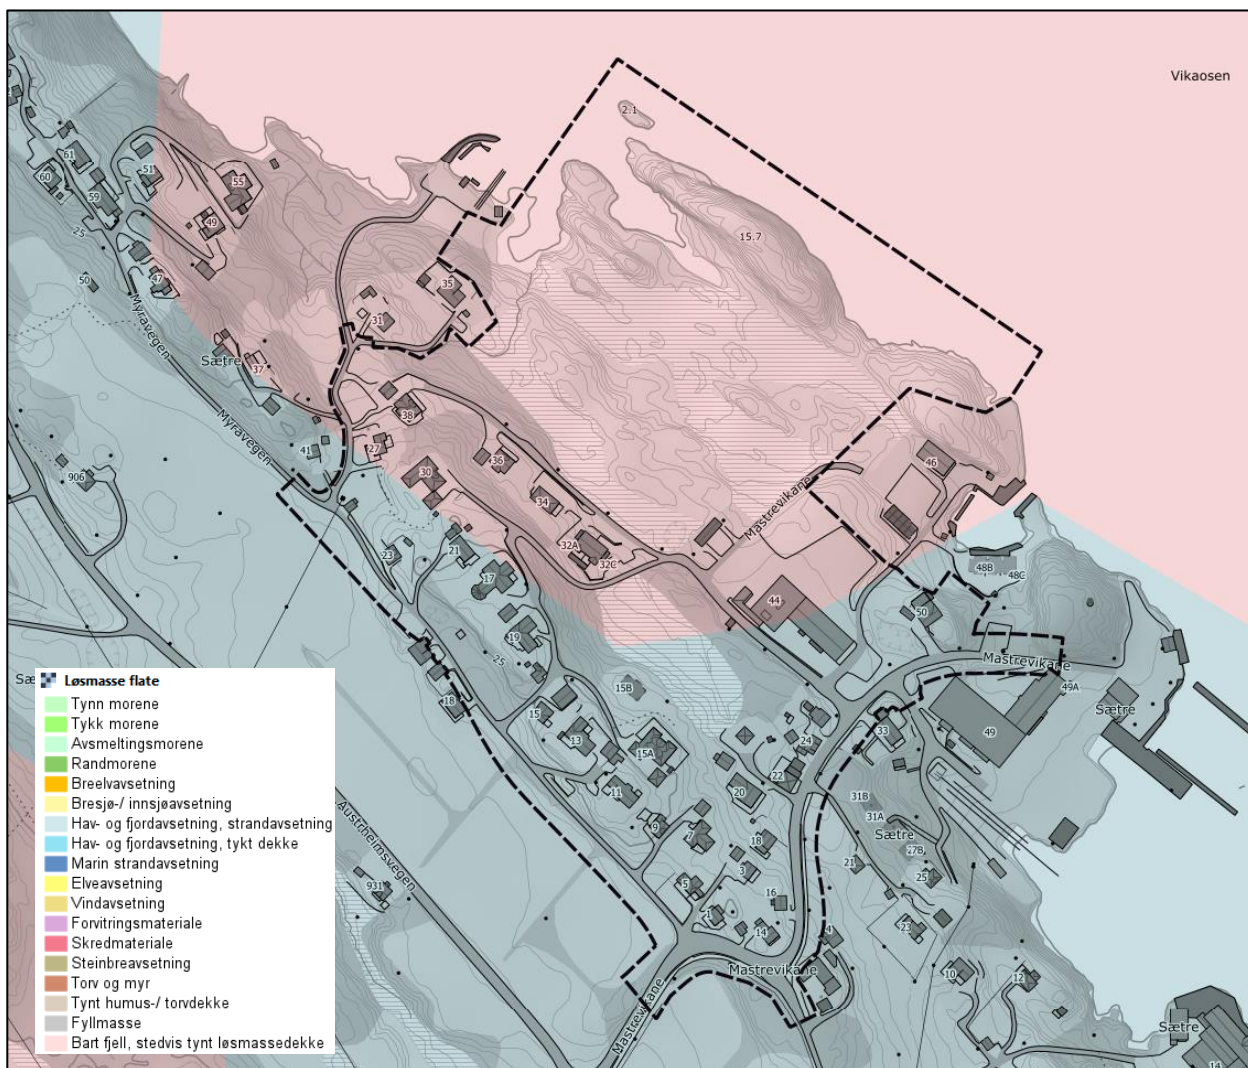 Vikaosen
2.1
61
51
60
55
59
49
25
15.7
50
47
35
Myravegen
31
Sætre
37
38
Myravegen
27
41
36
46
906
30
34
Mastrevikane
21
32A
23
32C
48B
17
48C
44
50
19
Mastrevikane
25
15B
49A
18
15
Sætre
13
33
49
24
15A
22
11
20
31B
31A
9
7
Sætre
18
27B
21
3
25
5
931
Austrheimsvegen
16
1
14
23
4
Mastrevikane
10
12
Mastrevikane
Sætre
14
Løsmasse flate
Tynn morene
Tykk morene
Avsmeltingsmorene
Randmorene
Breelvavsetning
Bresjø-/ innsjøavsetning
Hav- og fjordavsetning, strandavsetning
Hav- og fjordavsetning, tykt dekke
Marin strandavsetning
Elveavsetning
Vindavsetning
Forvitringsmateriale
Skredmateriale
Steinbreavsetning
Torv og myr
Tynt humus-/ torvdekke
Fyllmasse
Bart fjell, stedvis tynt løsmassedekke